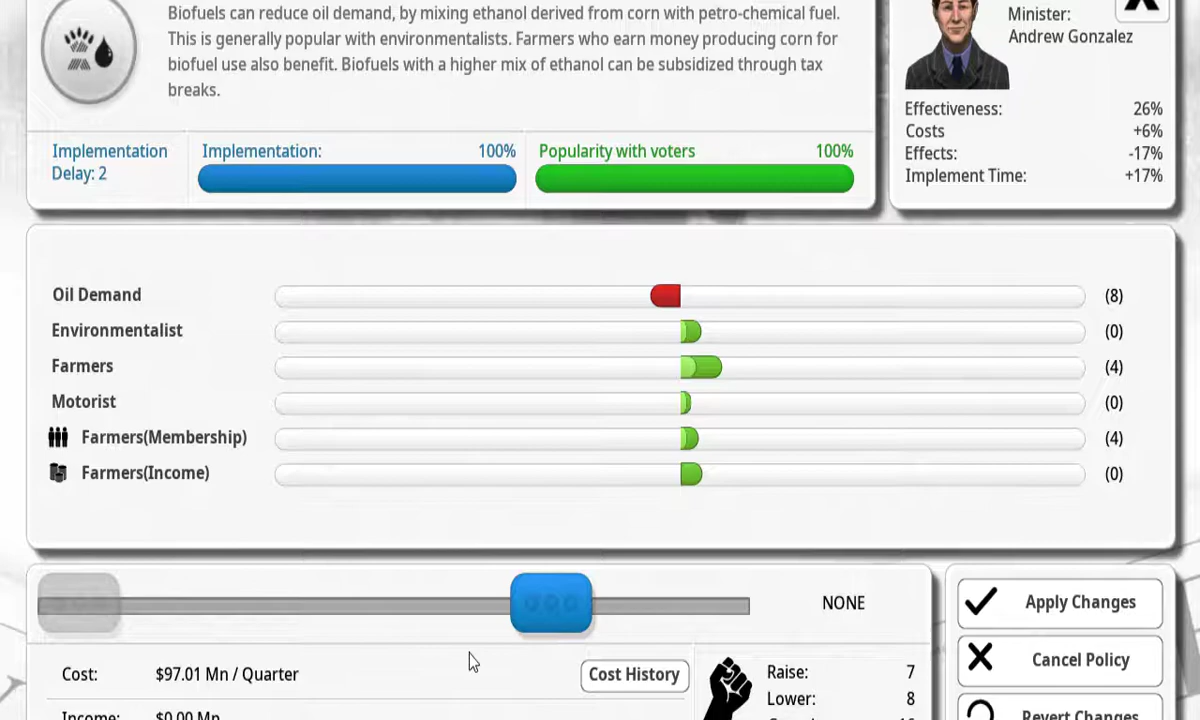 Biofuels can reduce oil demand, by mixing ethanol derived from corn with petro-chemical fuel.
This is generally popular with environmentalists. Farmers who earn money producing corn for
biofuel use also benefit. Biofuels with a higher mix of ethanol can be subsidized through tax
breaks.
Minister:
Andrew Gonzalez
Effectiveness: 26%
Costs +6%
Effects: -17%
Implement Time: +17%
Implementation
Delay: 2
Implementation: 100%
Popularity with voters 100%
Oil Demand (8)
Environmentalist (0)
Farmers (4)
Motorist (0)
Farmers(Membership) (4)
Farmers(Income) (0)
NONE
Cost: $97.01 Mn / Quarter
Cost History
Income: $0.00 Mn
Raise: 7
Lower: 8
Apply Changes
Cancel Policy
Revert Changes